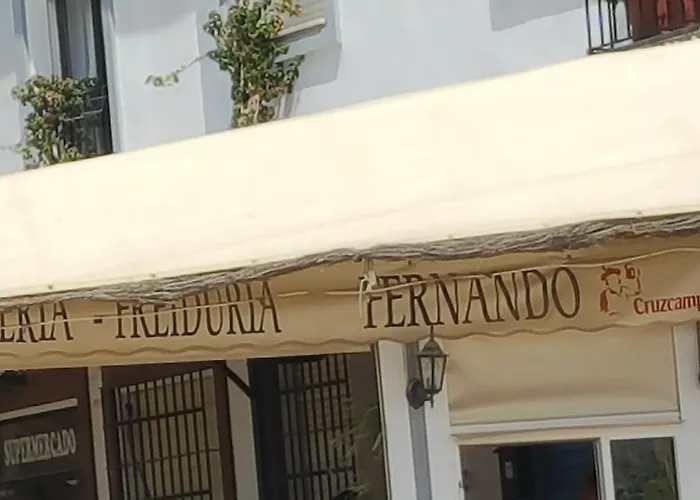 ERIA - FREIDURIA FERNANDO Cruzcamp
SUPERMERCADO